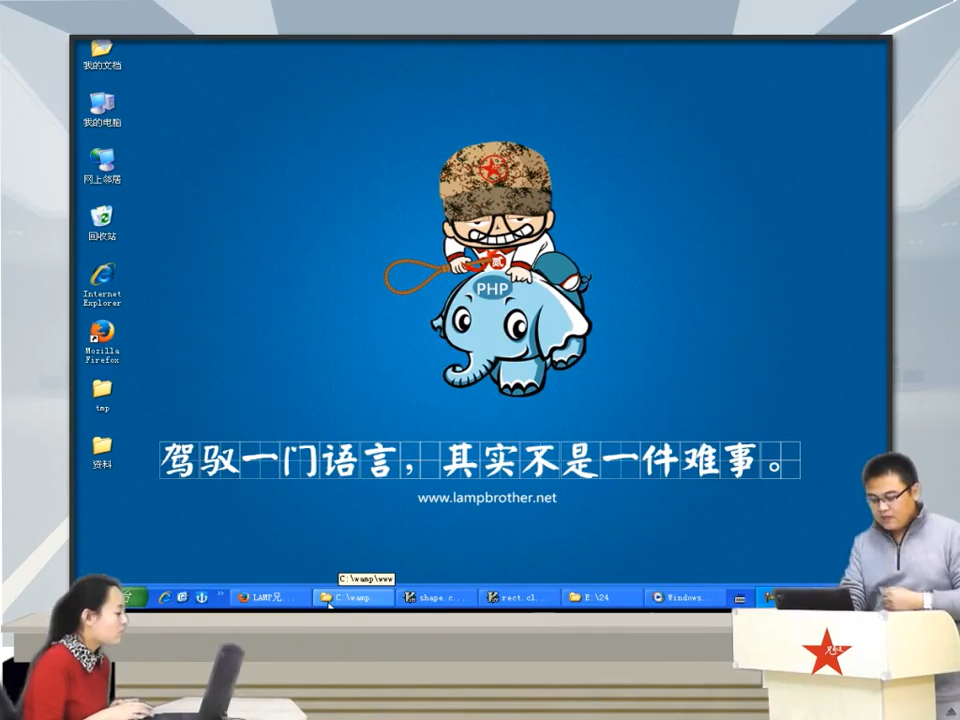 我的文档
我的电脑
网上邻居
回收站
Internet
Explorer
Mozilla
Firefox
tmp
资料
贰
PHP
驾驭一门语言，其实不是一件难事。
www.lampbrother.net
C:\wamp\www
LAMP兄...
C:\wamp...
shape.c...
rect.cl...
E:\24
Windows...